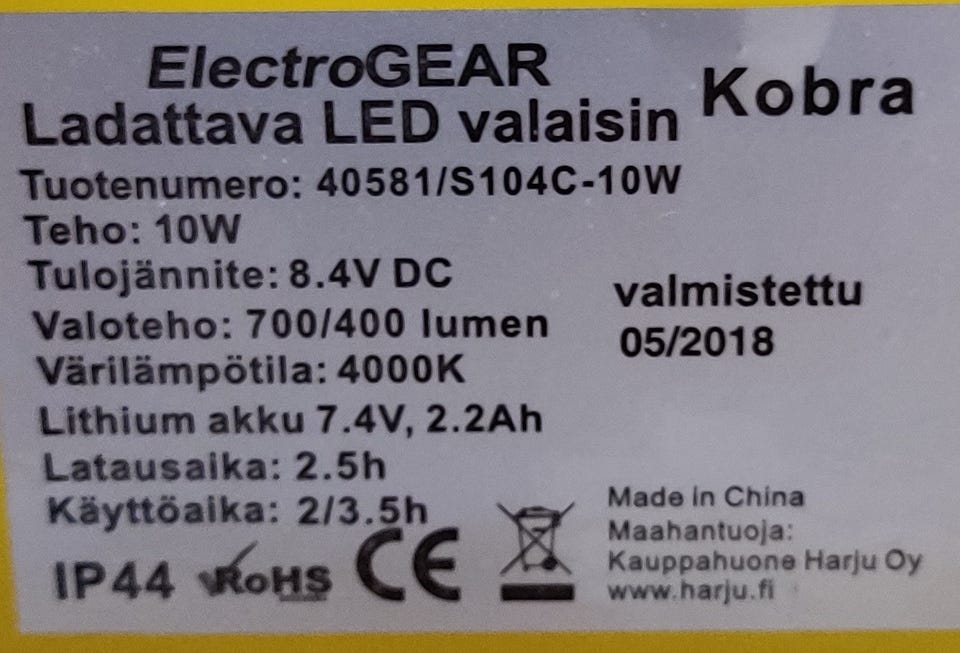 ElectroGEAR
Ladattava LED valaisin Kobra
Tuotenumero: 40581/S104C-10W
Teho: 10W
Tulojännite: 8.4V DC
Valoteho: 700/400 lumen
Värilämpötila: 4000K
Lithium akku 7.4V, 2.2Ah
Latausaika: 2.5h
Käyttöaika: 2/3.5h
valmistettu
05/2018
IP44 RoHS CE
Made in China
Maahantuoja:
Kauppahuone Harju Oy
www.harju.fi